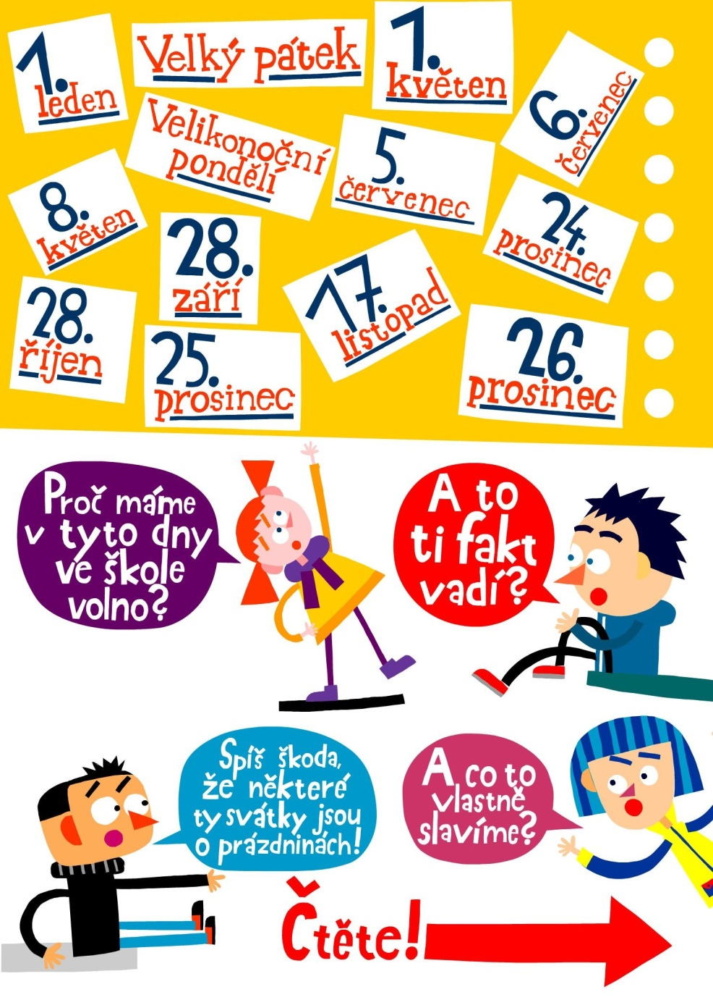 1.
leden
Velký pátek
1.
květen
6.
červenec
Velikonoční
pondělí
5.
červenec
8.
květen
28.
září
17.
listopad
24.
prosinec
28.
říjen
25.
prosinec
26.
prosinec
Proč máme
v tyto dny
ve škole
volno?
A to
ti fakt
vadí?
Spíš škoda,
že některé
ty svátky jsou
o prázdninách!
A co to
vlastně
slavíme?
Čtěte!